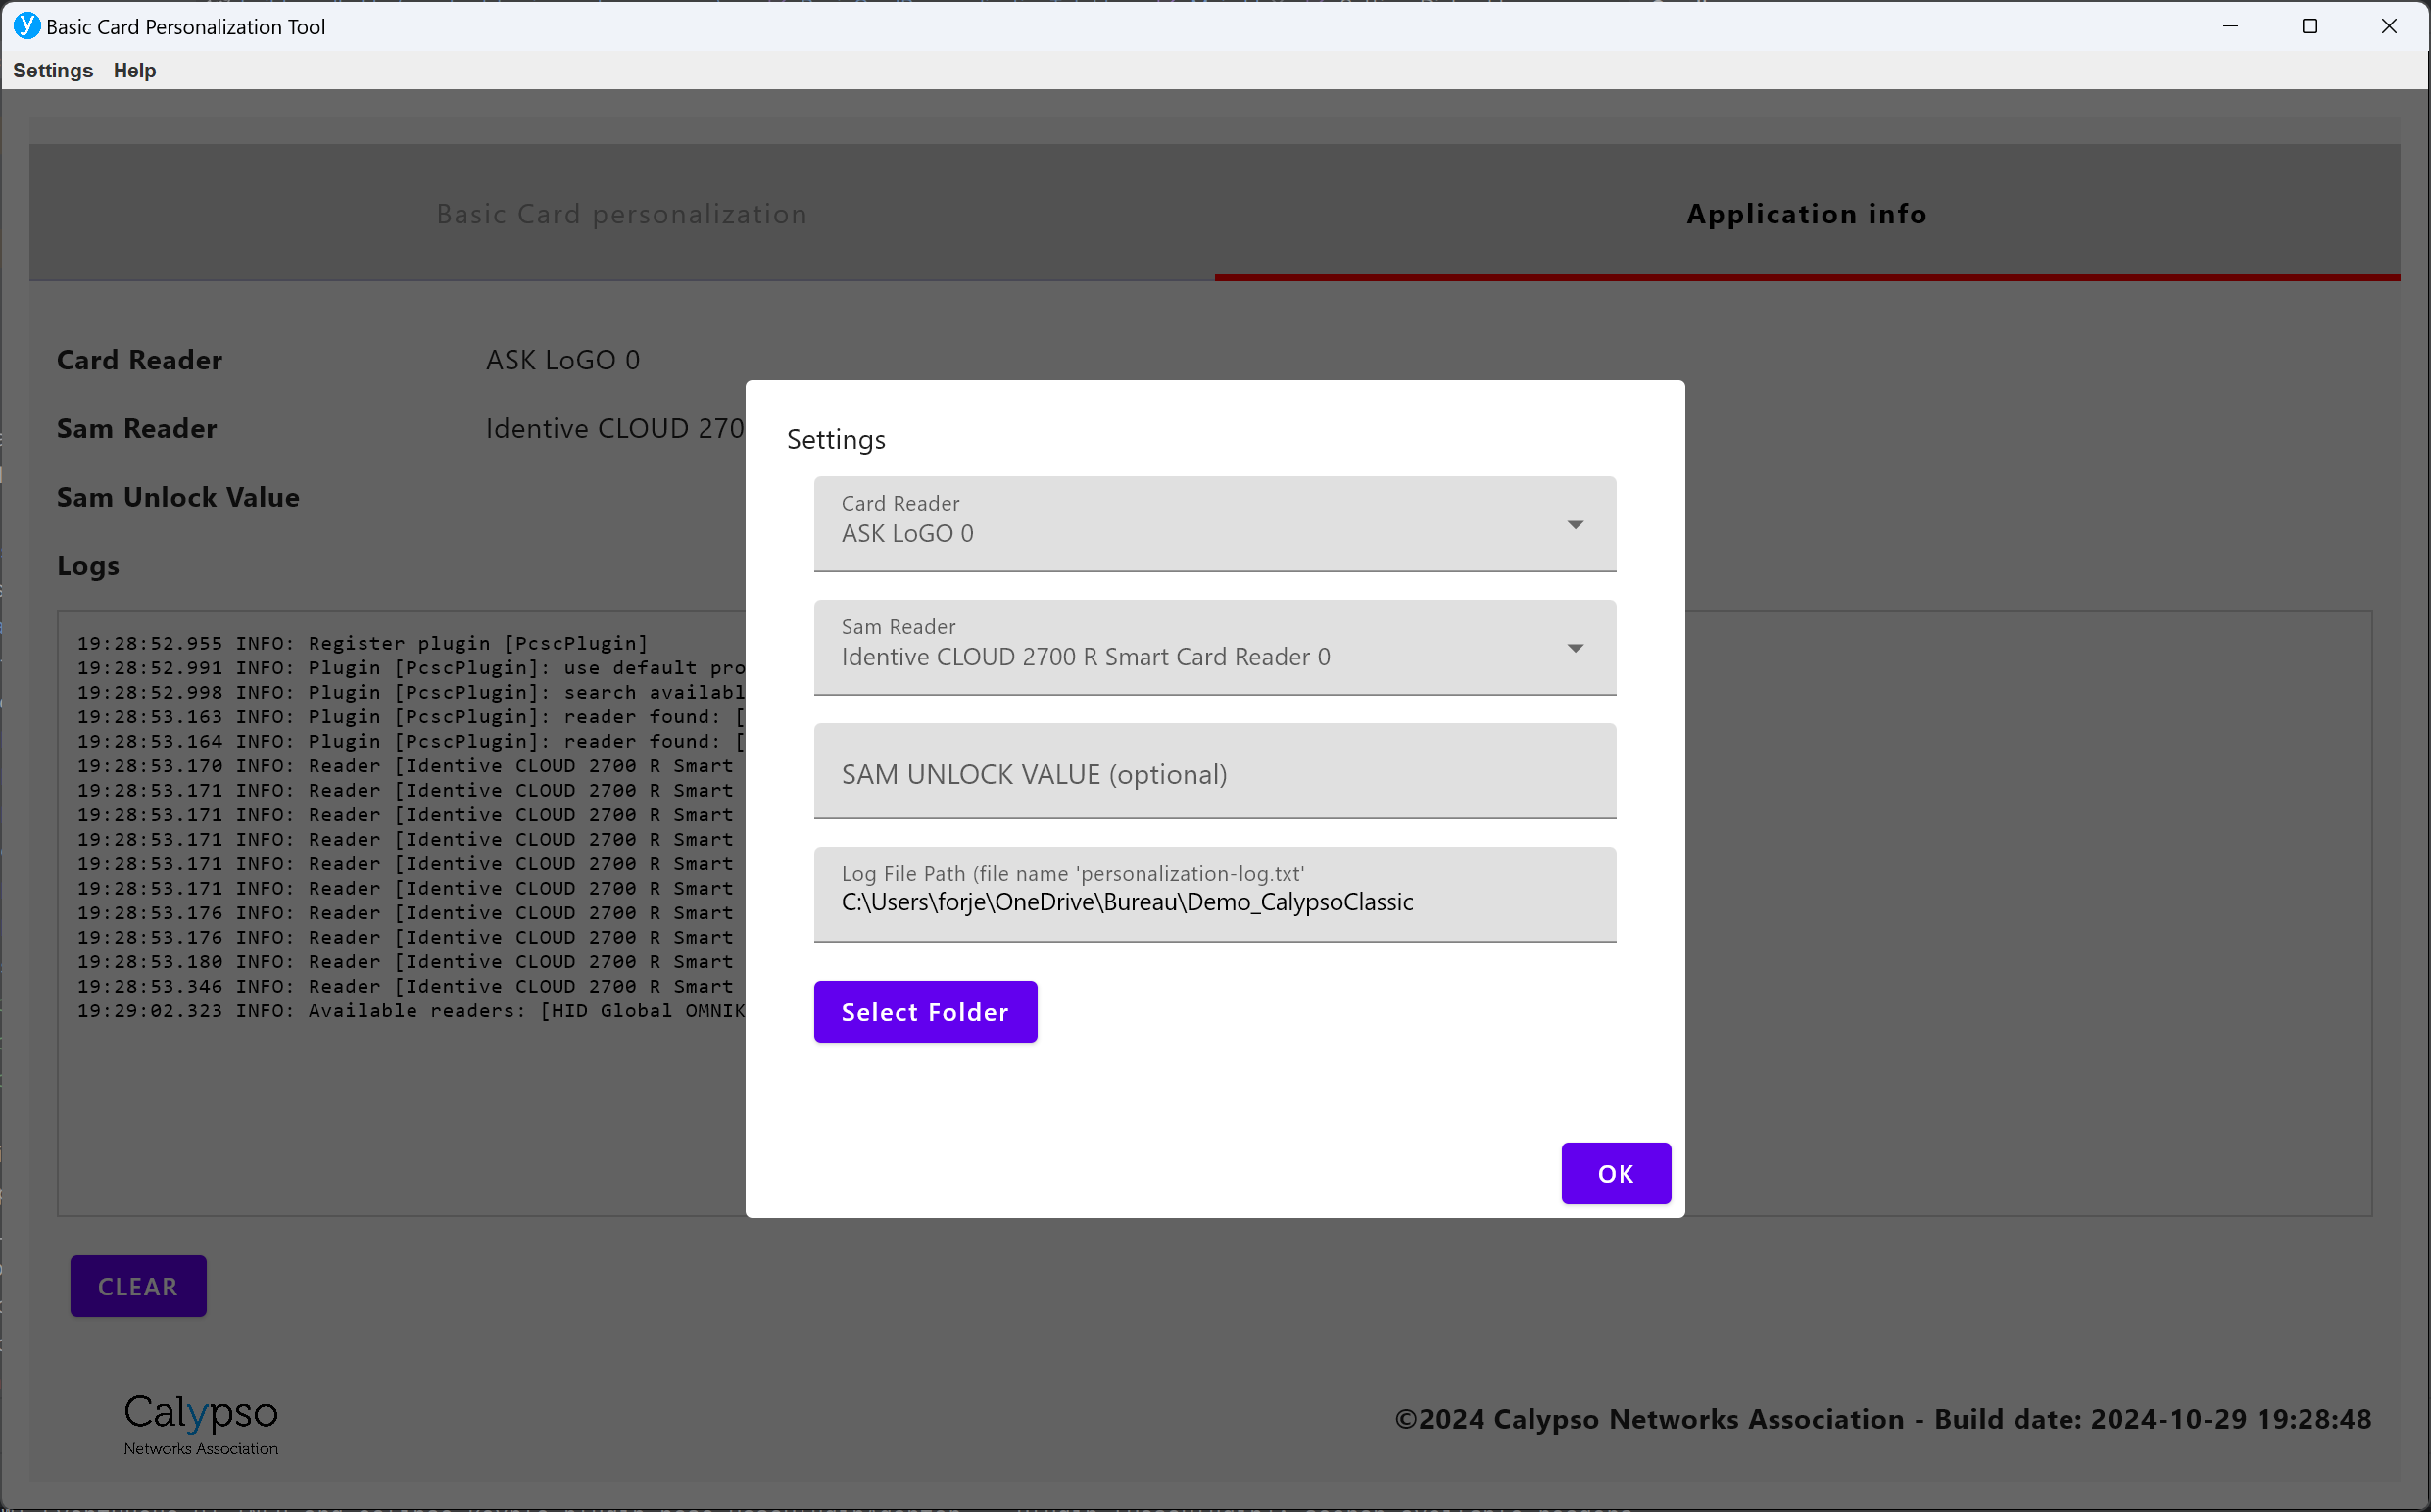 Basic Card Personalization Tool
Settings Help
Basic Card personalization
Application info
Card Reader ASK LoGO 0
Sam Reader Identive CLOUD 270
Sam Unlock Value
Logs
19:28:52.955 INFO: Register plugin [PcscPlugin]
19:28:52.991 INFO: Plugin [PcscPlugin]: use default pro
19:28:52.998 INFO: Plugin [PcscPlugin]: search availabl
19:28:53.163 INFO: Plugin [PcscPlugin]: reader found: [
19:28:53.164 INFO: Plugin [PcscPlugin]: reader found: [
19:28:53.170 INFO: Reader [Identive CLOUD 2700 R Smart
19:28:53.171 INFO: Reader [Identive CLOUD 2700 R Smart
19:28:53.171 INFO: Reader [Identive CLOUD 2700 R Smart
19:28:53.171 INFO: Reader [Identive CLOUD 2700 R Smart
19:28:53.171 INFO: Reader [Identive CLOUD 2700 R Smart
19:28:53.171 INFO: Reader [Identive CLOUD 2700 R Smart
19:28:53.176 INFO: Reader [Identive CLOUD 2700 R Smart
19:28:53.176 INFO: Reader [Identive CLOUD 2700 R Smart
19:28:53.180 INFO: Reader [Identive CLOUD 2700 R Smart
19:28:53.346 INFO: Reader [Identive CLOUD 2700 R Smart
19:29:02.323 INFO: Available readers: [HID Global OMNIK
Settings
Card Reader
ASK LoGO 0
Sam Reader
Identive CLOUD 2700 R Smart Card Reader 0
SAM UNLOCK VALUE (optional)
Log File Path (file name 'personalization-log.txt'
C:\Users\forje\OneDrive\Bureau\Demo_CalypsoClassic
Select Folder
OK
CLEAR
Calypso
Networks Association
©2024 Calypso Networks Association - Build date: 2024-10-29 19:28:48